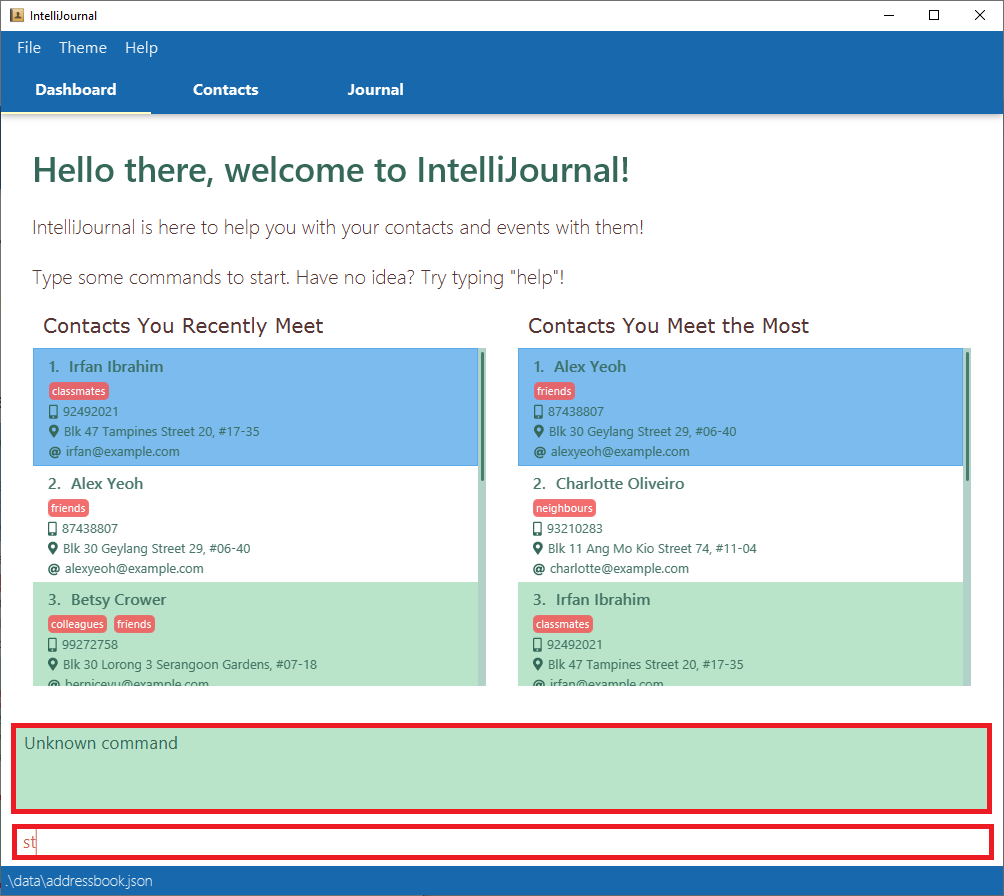 IntelliJournal
File Theme Help
Dashboard Contacts Journal
Hello there, welcome to IntelliJournal!
IntelliJournal is here to help you with your contacts and events with them!
Type some commands to start. Have no idea? Try typing "help"!
Contacts You Recently Meet
1. Irfan Ibrahim
classmates
92492021
Blk 47 Tampines Street 20, #17-35
@ irfan@example.com
2. Alex Yeoh
friends
87438807
Blk 30 Geylang Street 29, #06-40
@ alexyeoh@example.com
3. Betsy Crower
colleagues friends
99272758
Blk 30 Lorong 3 Serangoon Gardens, #07-18
@ berniceyu@example.com
Contacts You Meet the Most
1. Alex Yeoh
friends
87438807
Blk 30 Geylang Street 29, #06-40
@ alexyeoh@example.com
2. Charlotte Oliveiro
neighbours
93210283
Blk 11 Ang Mo Kio Street 74, #11-04
@ charlotte@example.com
3. Irfan Ibrahim
classmates
92492021
Blk 47 Tampines Street 20, #17-35
@ irfan@example.com
Unknown command
st
.\data\addressbook.json